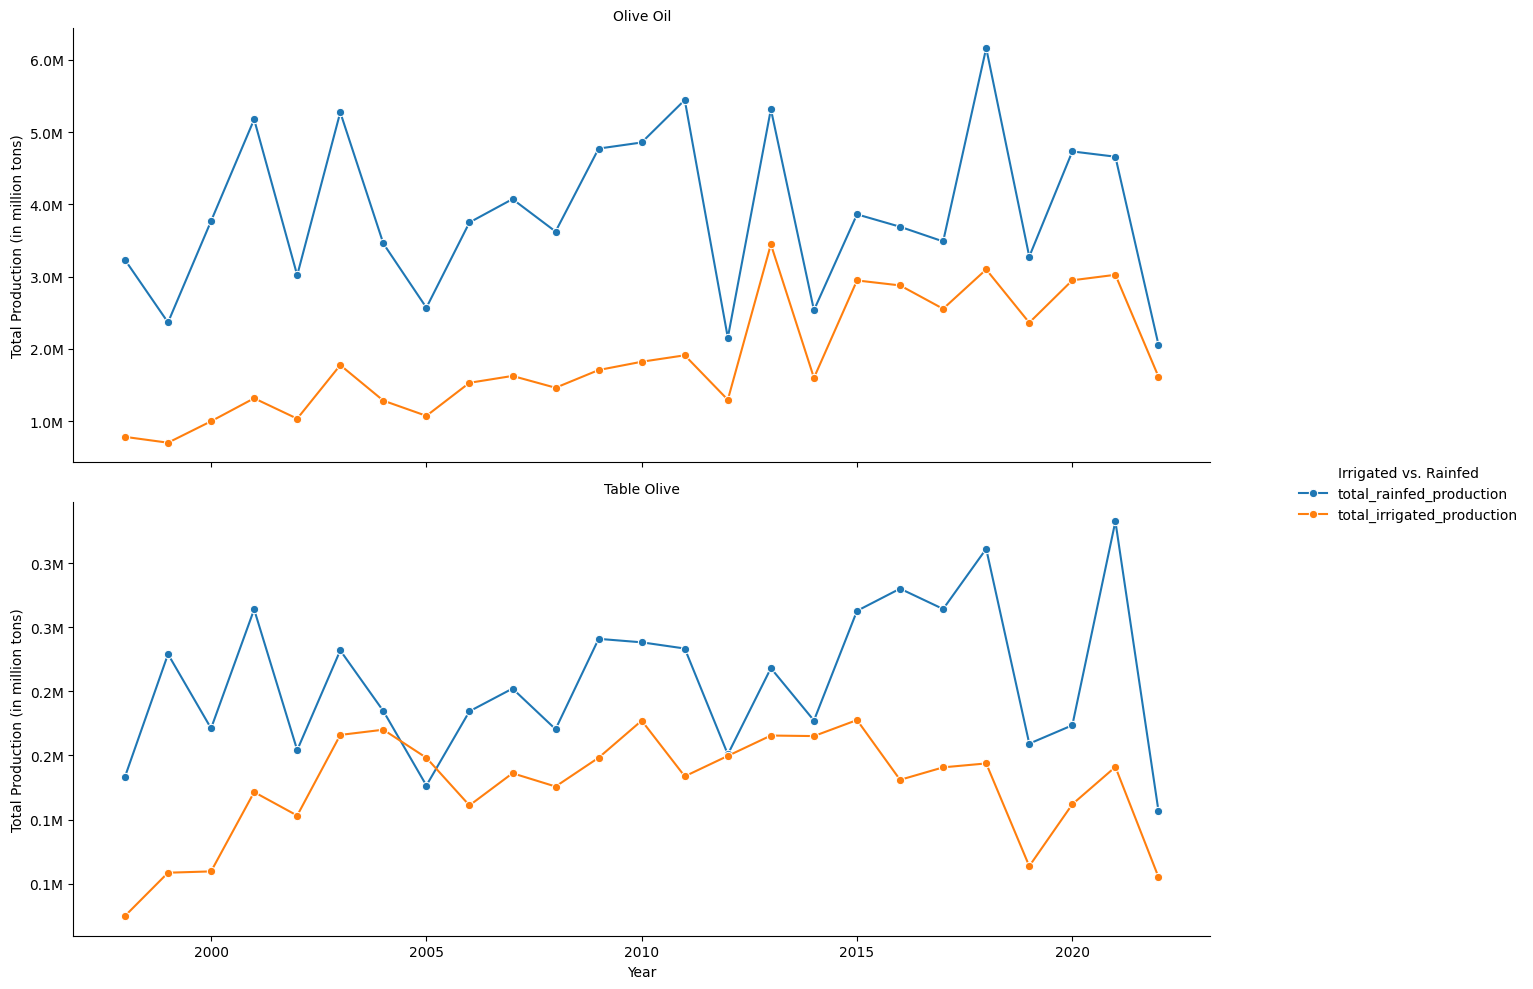 Olive Oil
Total Production (in million tons)
6.0M
5.0M
4.0M
3.0M
2.0M
1.0M
Table Olive
Total Production (in million tons)
0.3M
0.3M
0.2M
0.2M
0.1M
0.1M
2000
2005
2010
2015
2020
Year
Irrigated vs. Rainfed
total_rainfed_production
total_irrigated_production